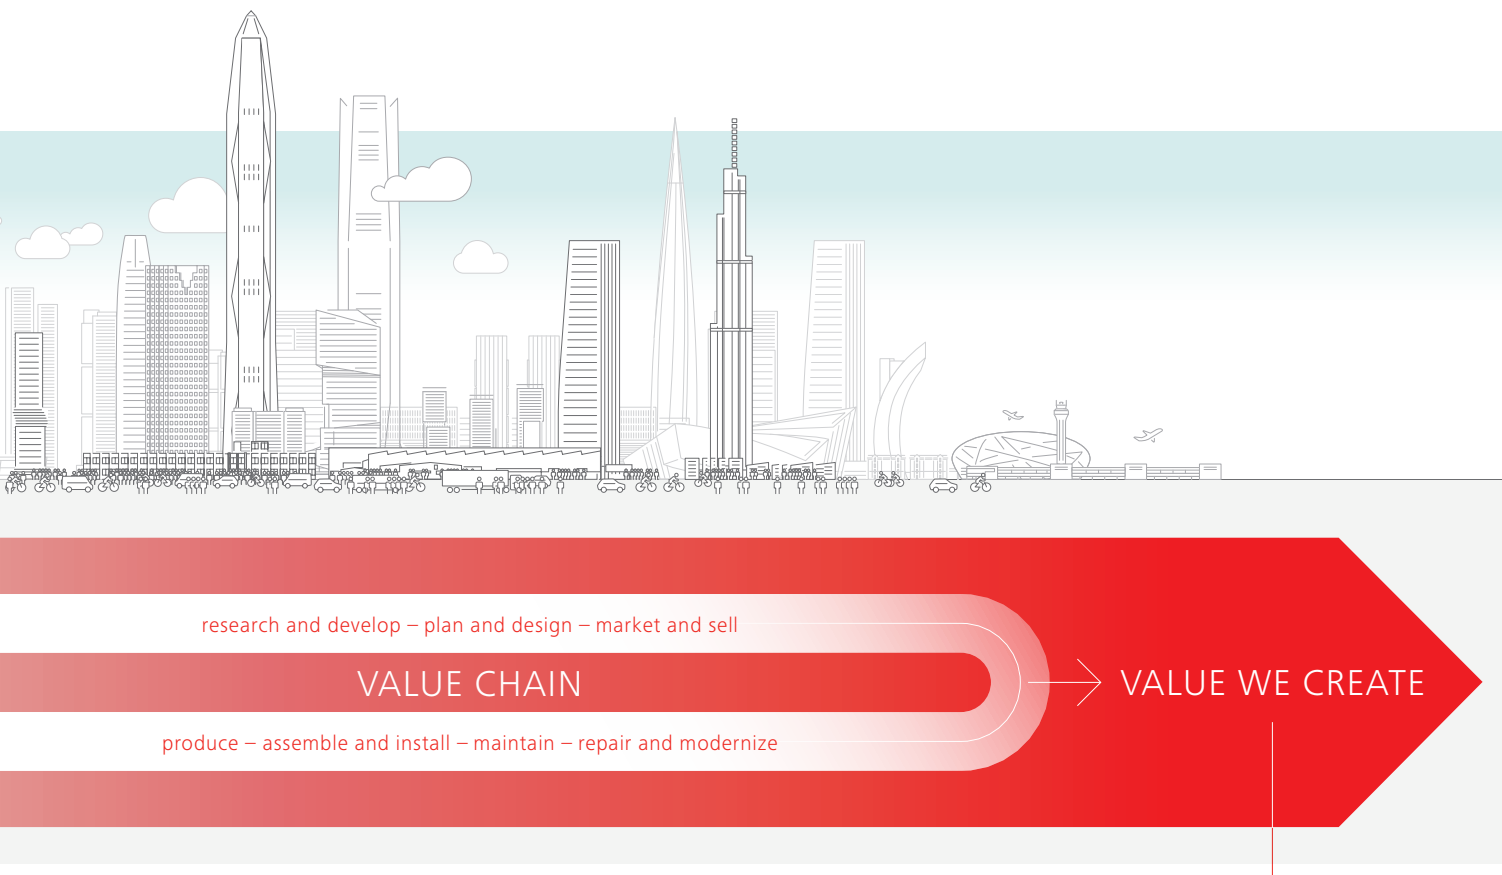 research and develop – plan and design – market and sell
VALUE CHAIN
VALUE WE CREATE
produce – assemble and install – maintain – repair and modernize